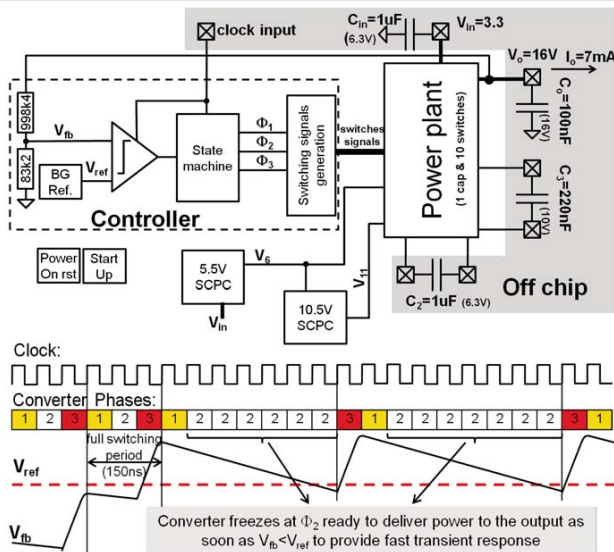 clock input
C_in=1uF
(6.3V)
V_in=3.3
V_o=16V
I_o=7mA
C_o=100nF
(16V)
998k4
V_fb
83k2
V_ref
BG
Ref.
State
machine
Φ1
Φ2
Φ3
Switching signals
generation
switches
signals
Power plant
(1 cap & 10 switches)
C_3=220nF
(10V)
Controller
Power
On rst
Start
Up
5.5V
SCPC
V_in
V_6
10.5V
SCPC
V_11
C_2=1uF (6.3V)
Off chip
Clock:
Converter Phases:
1 2 3 1 2 3 1 2 2 2 2 2 2 3 1 2 2 2 2 2 2 2 3 1
full switching
period
(150ns)
V_ref
V_fb
Converter freezes at Φ2 ready to deliver power to the output as
soon as V_fb<V_ref to provide fast transient response